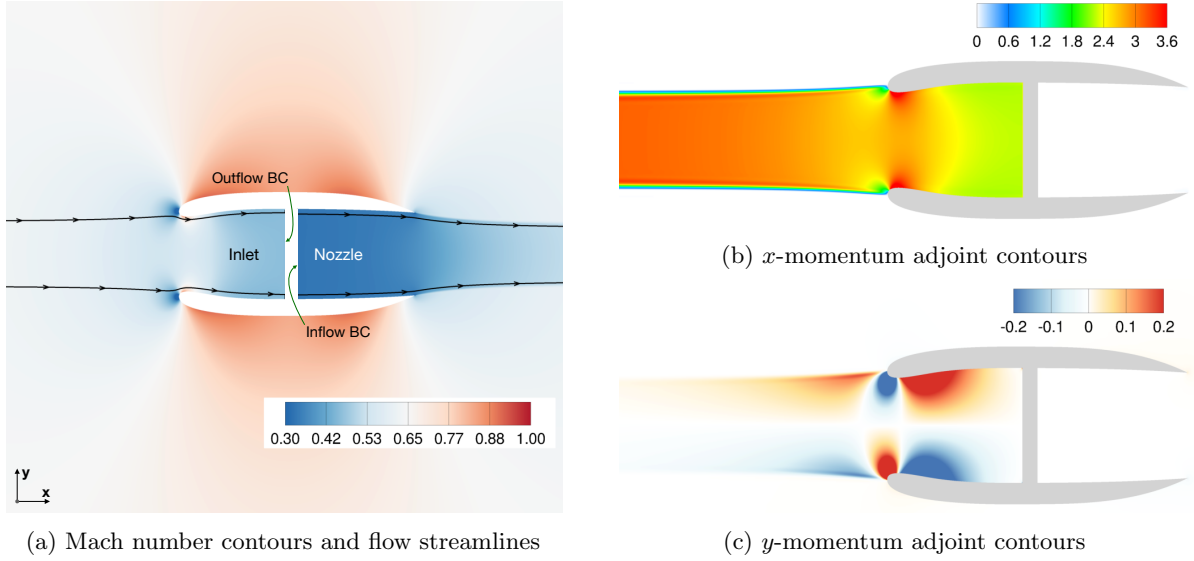 Outflow BC
Inlet
Nozzle
Inflow BC
0.30 0.42 0.53 0.65 0.77 0.88 1.00
y
x
(a) Mach number contours and flow streamlines
0 0.6 1.2 1.8 2.4 3 3.6
(b) x-momentum adjoint contours
-0.2 -0.1 0 0.1 0.2
(c) y-momentum adjoint contours